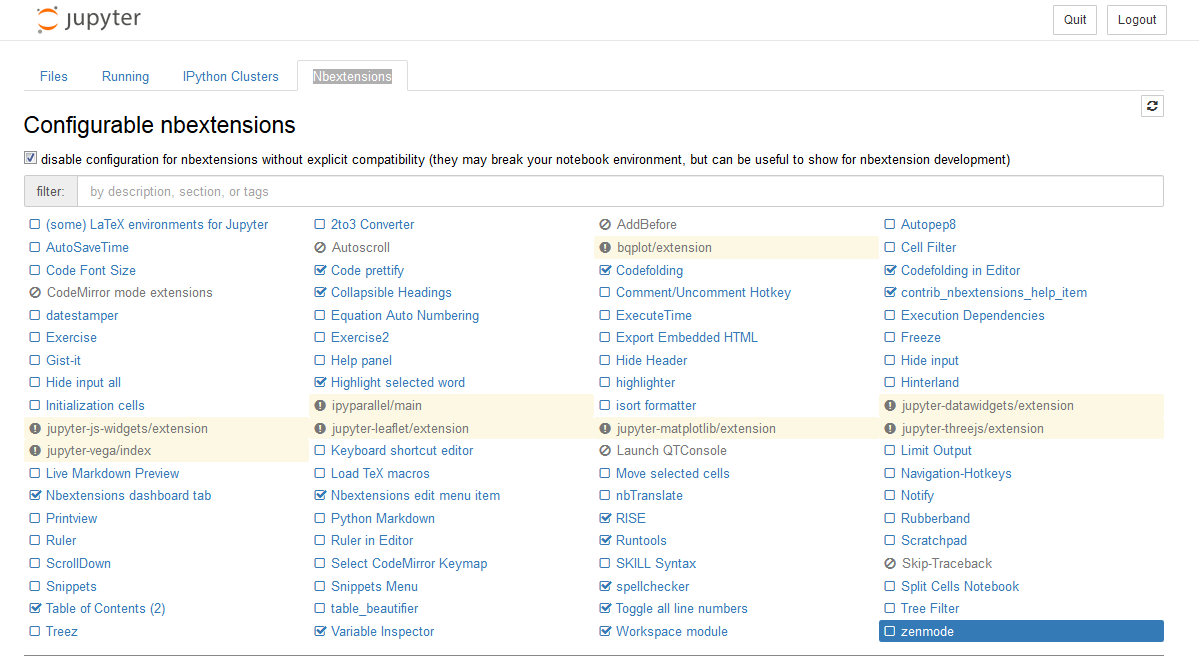 jupyter
Quit Logout
Files Running IPython Clusters Nbextensions
Configurable nbextensions
disable configuration for nbextensions without explicit compatibility (they may break your notebook environment, but can be useful to show for nbextension development)
filter: by description, section, or tags
(some) LaTeX environments for Jupyter 2to3 Converter AddBefore Autopep8
AutoSaveTime Autoscroll bqplot/extension Cell Filter
Code Font Size Code prettify Codefolding Codefolding in Editor
CodeMirror mode extensions Collapsible Headings Comment/Uncomment Hotkey contrib_nbextensions_help_item
datestamper Equation Auto Numbering ExecuteTime Execution Dependencies
Exercise Exercise2 Export Embedded HTML Freeze
Gist-it Help panel Hide Header Hide input
Hide input all Highlight selected word highlighter Hinterland
Initialization cells ipyparallel/main isort formatter jupyter-datawidgets/extension
jupyter-js-widgets/extension jupyter-leaflet/extension jupyter-matplotlib/extension jupyter-threejs/extension
jupyter-vega/index Keyboard shortcut editor Launch QTConsole Limit Output
Live Markdown Preview Load TeX macros Move selected cells Navigation-Hotkeys
Nbextensions dashboard tab Nbextensions edit menu item nbTranslate Notify
Printview Python Markdown RISE Rubberband
Ruler Ruler in Editor Runtools Scratchpad
ScrollDown Select CodeMirror Keymap SKILL Syntax Skip-Traceback
Snippets Snippets Menu spellchecker Split Cells Notebook
Table of Contents (2) table_beautifier Toggle all line numbers Tree Filter
Treez Variable Inspector Workspace module zenmode